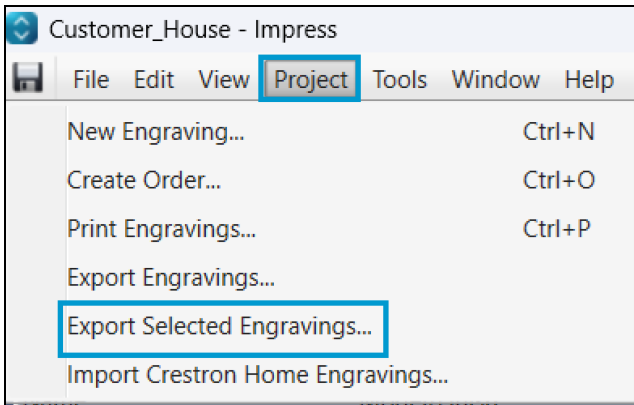 Customer_House - Impress
File Edit View Project Tools Window Help
New Engraving... Ctrl+N
Create Order... Ctrl+O
Print Engravings... Ctrl+P
Export Engravings...
Export Selected Engravings...
Import Crestron Home Engravings...